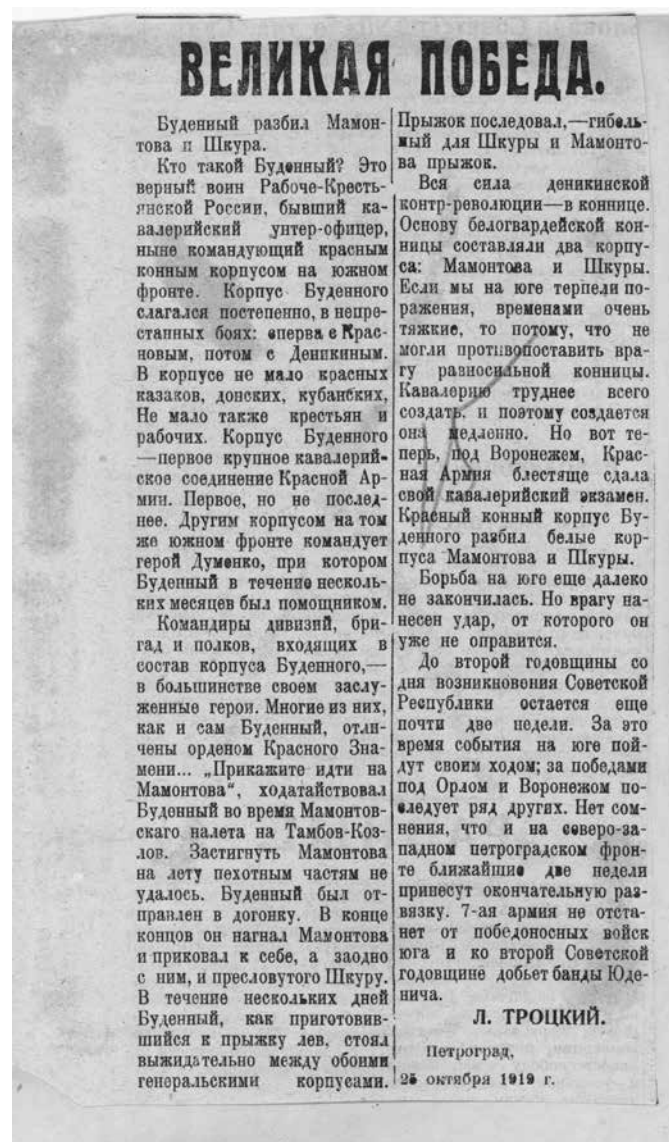 ВЕЛИКАЯ ПОБЕДА.
Буденный разбил Мамон-
това и Шкура.
Кто такой Буденный? Это
верный воин Рабоче-Кресть-
янской России, бывший ка-
валерийский унтер-офицер,
ныне командующий красным
конным корпусом на южном
фронте. Корпус Буденного
слагался постепенно, в непре-
станных боях: сперва с Крас-
новым, потом с Деникиным.
В корпусе не мало красных
казаков, донских, кубанских,
Не мало также крестьян и
рабочих. Корпус Буденного
—первое крупное кавалерий-
ское соединение Красной Ар-
мии. Первое, но не послед-
нее. Другим корпусом на том
же южном фронте командует
герой Думенко, при котором
Буденный в течение несколь-
ких месяцев был помощником.
Командиры дивизий, бри-
гад и полков, входящих в
состав корпуса Буденного,—
в большинстве своем заслу-
женные герои. Многие из них,
как и сам Буденный, отли-
чены орденом Красного Зна-
мени... „Прикажите идти на
Мамонтова“, ходатайствовал
Буденный во время Мамонтов-
скаго налета на Тамбов-Коз-
лов. Застигнуть Мамонтова
на лету пехотным частям не
удалось. Буденный был от-
правлен в догонку. В конце
концов он нагнал Мамонтова
и приковал к себе, а заодно
с ним, и пресловутого Шкуру.
В течение нескольких дней
Буденный, как приготовив-
шийся к прыжку лев, стоял
выжидательно между обоими
генеральскими корпусами.
Прыжок последовал,—гибель-
ный для Шкуры и Мамонто-
ва прыжок.
Вся сила деникинской
контр-революции—в коннице.
Основу белогвардейской кон-
ницы составляли два корпу-
са: Мамонтова и Шкуры.
Если мы на юге терпели по-
ражения, временами очень
тяжкие, то потому, что не
могли противопоставить вра-
гу равносильной конницы.
Кавалерию труднее всего
создать. и поэтому создается
она медленно. Но вот те-
перь, под Воронежем, Крас-
ная Армия блестяще сдала
свой кавалерийский экзамен.
Красный конный корпус Бу-
денного разбил белые кор-
пуса Мамонтова и Шкуры.
Борьба на юге еще далеко
не закончилась. Но врагу на-
несен удар, от которого он
уже не оправится.
До второй годовщины со
дня возникновения Советской
Республики остается еще
почти две недели. За это
время события на юге пой-
дут своим ходом; за победами
под Орлом и Воронежом по-
следует ряд других. Нет сом-
нения, что и на северо-за-
падном петроградском фрон-
те ближайшие две недели
принесут окончательную раз-
вязку. 7-ая армия не отста-
нет от победоносных войск
юга и ко второй Советской
годовщине добьет банды Юде-
нича.
Л. ТРОЦКИЙ.
Петроград,
25 октября 1919 г.